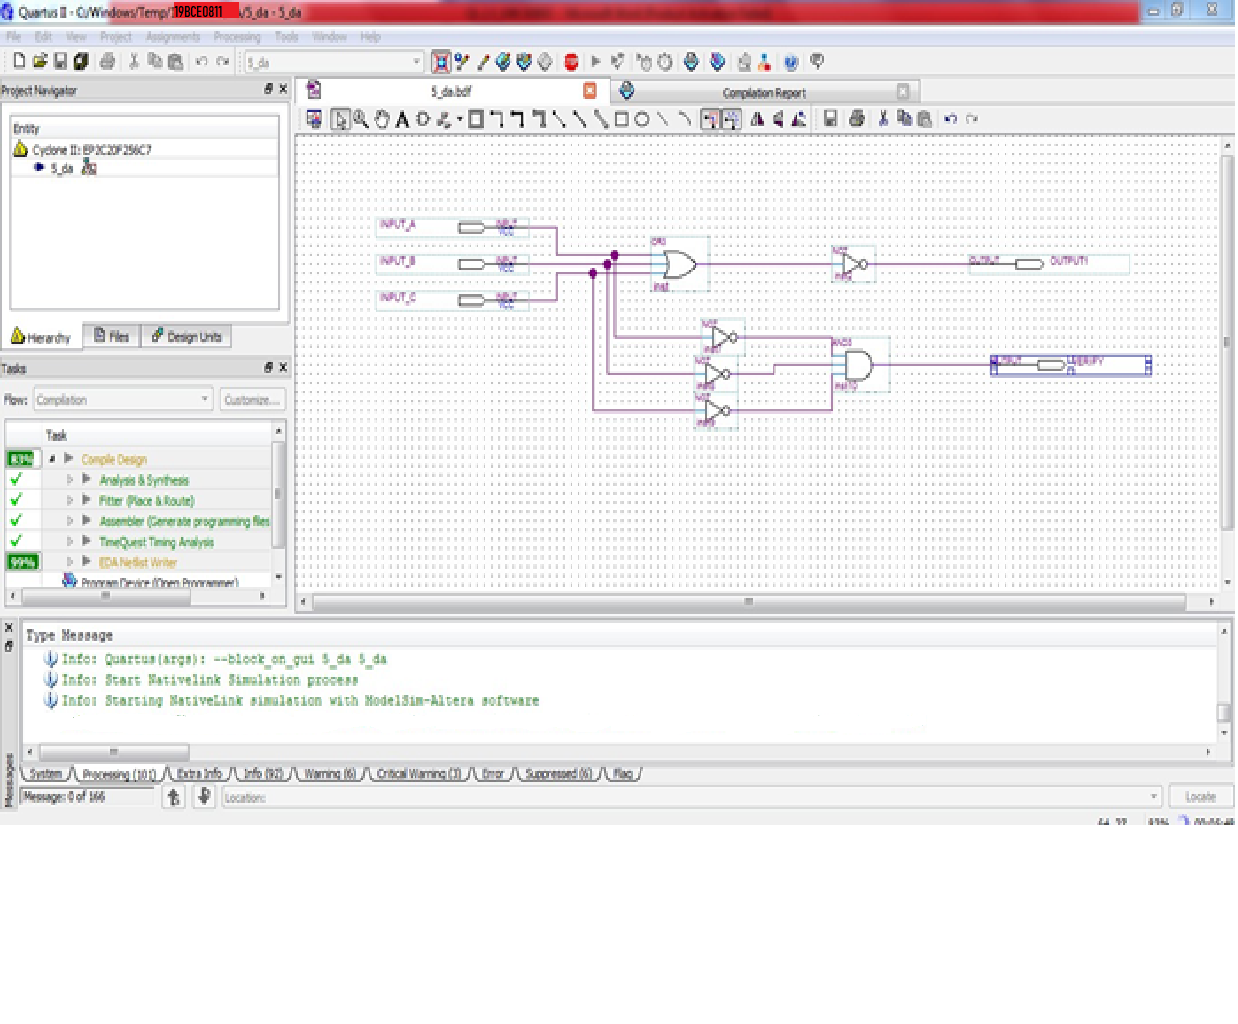 Quartus II - C:/Windows/Temp/ 19BCE0811 /5_da - 5_da
File Edit View Project Assignments Processing Tools Window Help
5_da
Project Navigator
5_da.bdf
Compilation Report
Entity
Cyclone II: EP2C20F256C7
5_da
INPUT_A INPUT VCC
INPUT_B INPUT VCC
INPUT_C INPUT VCC
OR3
inst
NOT
OUTPUT OUTPUT1
NOT
NOT
NOT
AND3
inst10
Hierarchy Files Design Units
Tasks
Flow: Compilation Customize...
Task
83% Compile Design
Analysis & Synthesis
Fitter (Place & Route)
Assembler (Generate programming files
TimeQuest Timing Analysis
99% EDA Netlist Writer
Program Device (Open Programmer)
Type Message
Info: Quartus(args): --block_on_gui 5_da 5_da
Info: Start Nativelink Simulation process
Info: Starting NativeLink simulation with ModelSim-Altera software
System Processing (101) Extra Info Info (92) Warning (6) Critical Warning (3) Error Suppressed (6) Flag
Messages
Message: 0 of 166
Location:
Locate